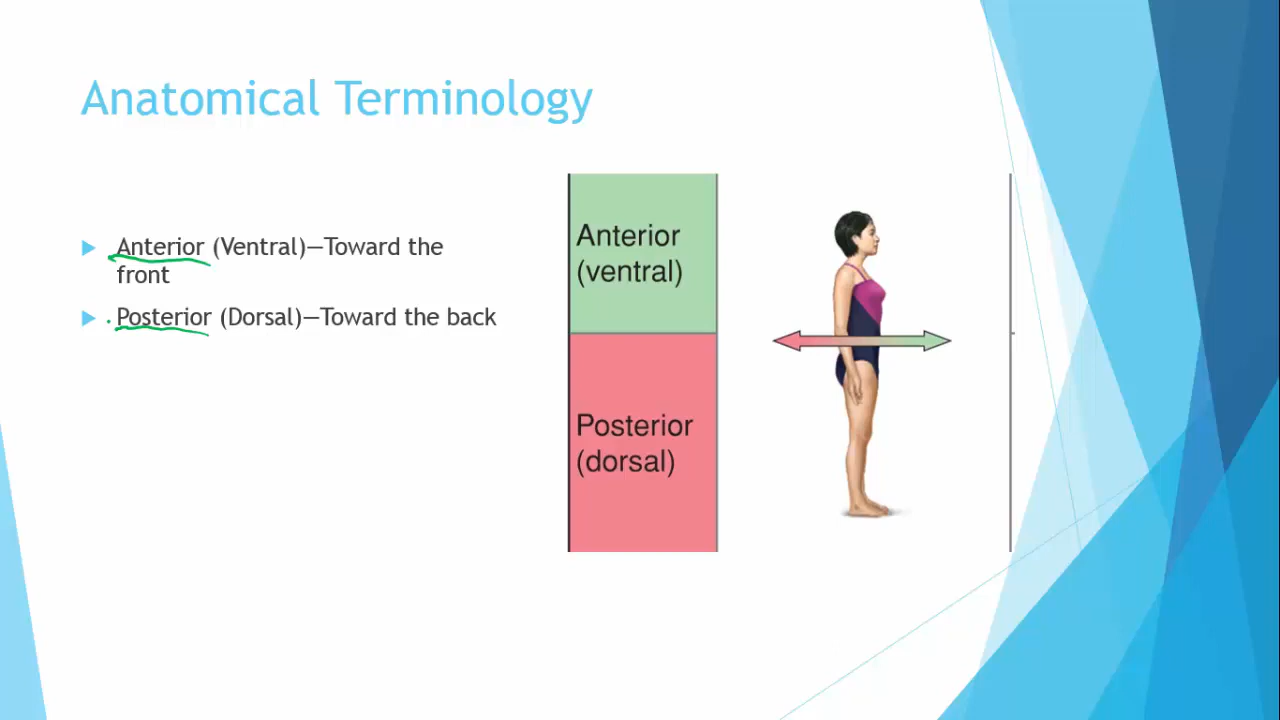 Anatomical Terminology
Anterior (Ventral)—Toward the
front
Posterior (Dorsal)—Toward the back
Anterior
(ventral)
Posterior
(dorsal)